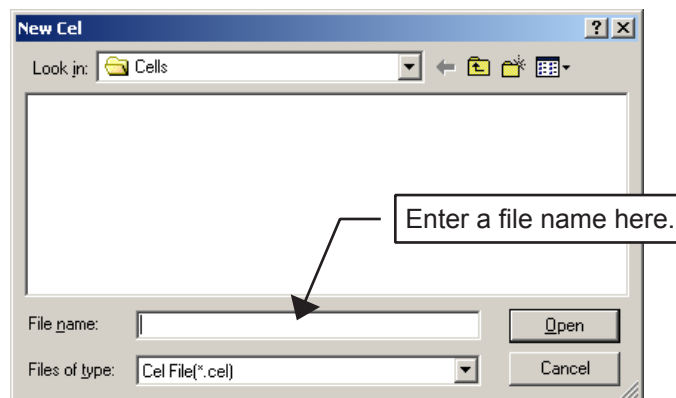 New Cel
Look in: Cells
Enter a file name here.
File name: Open
Files of type: Cel File(*.cel) Cancel